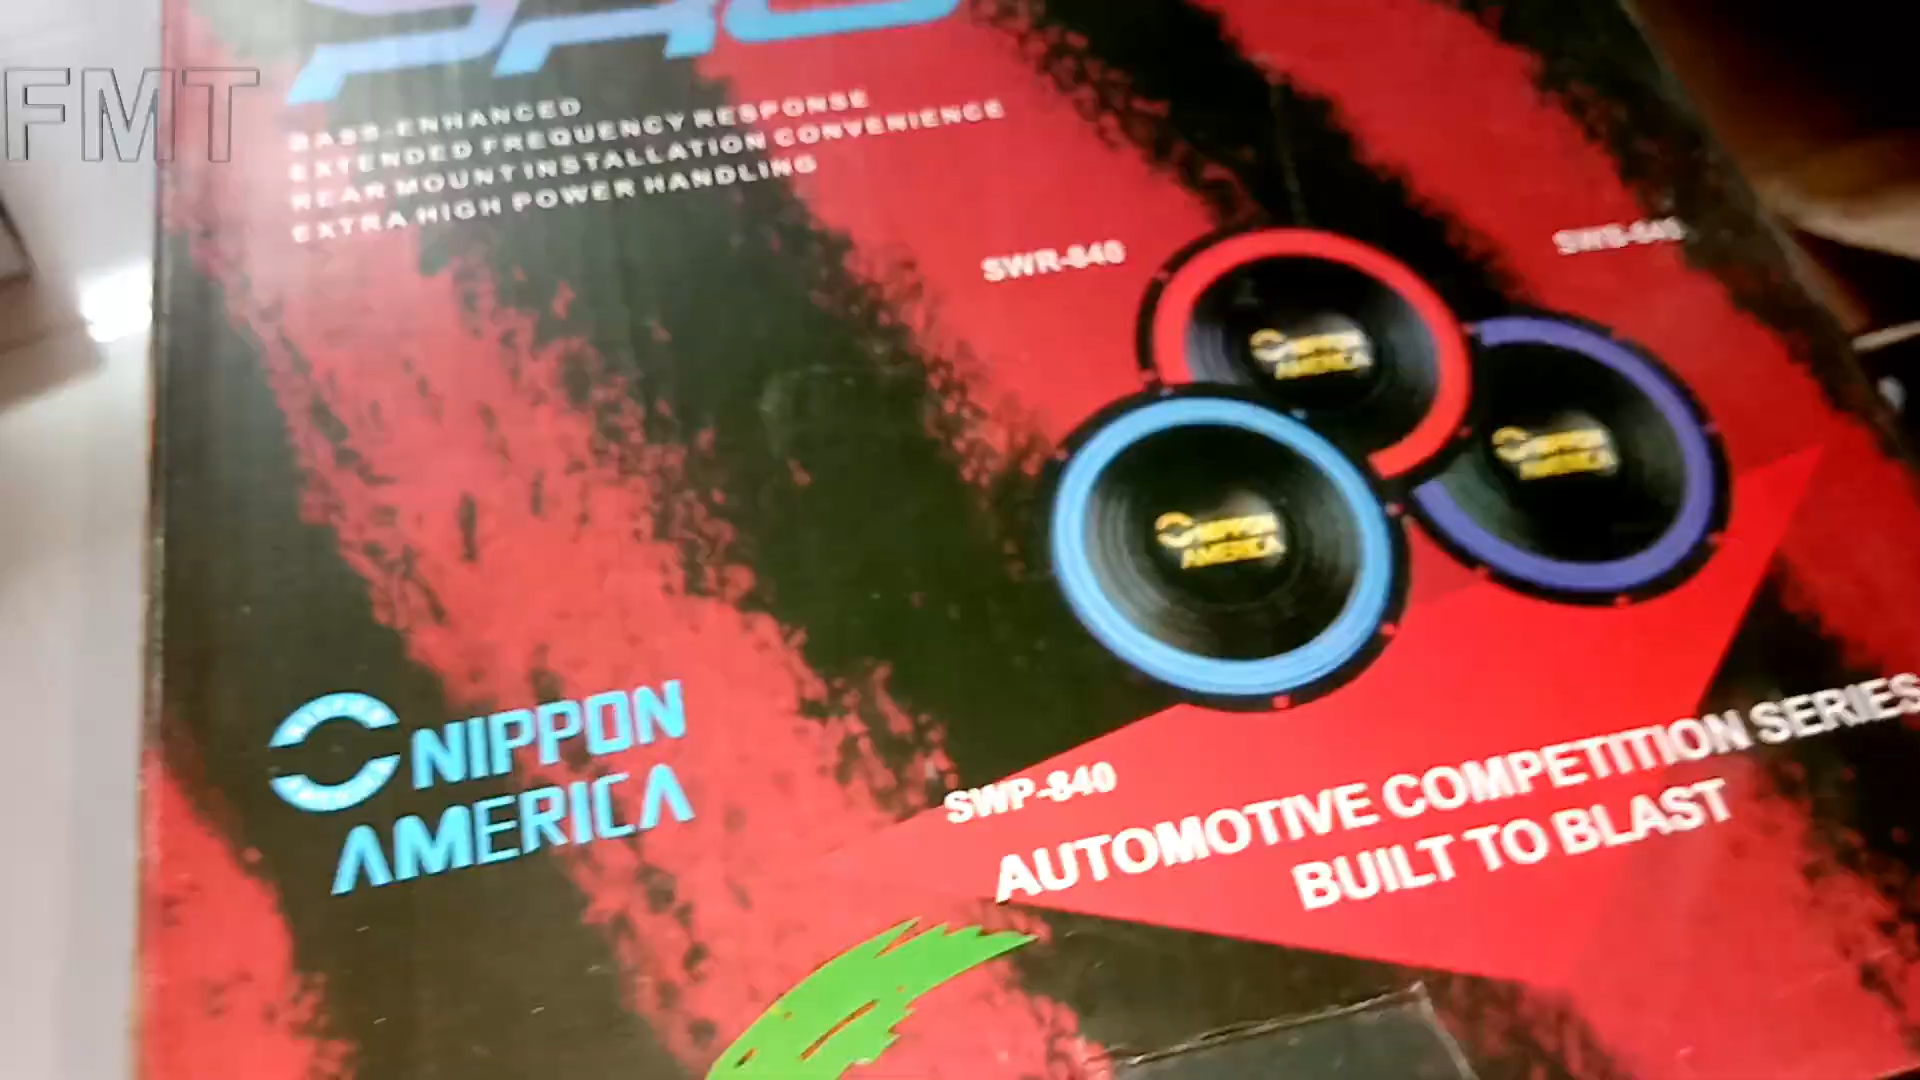 FMT
BASS-ENHANCED
EXTENDED FREQUENCY RESPONSE
REAR MOUNT INSTALLATION CONVENIENCE
EXTRA HIGH POWER HANDLING
SWR-840
NIPPON
AMERICA
NIPPON
AMERICA
NIPPON
AMERICA
NIPPON
AMERICA
SWP-840
AUTOMOTIVE COMPETITION SERIES
BUILT TO BLAST